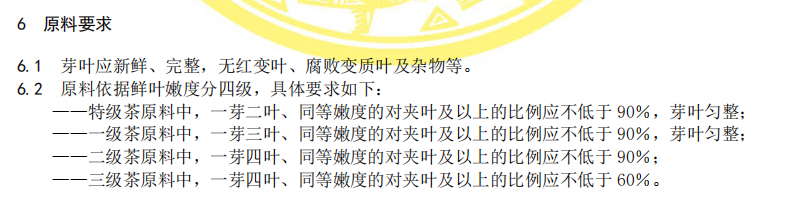 6 原料要求
6.1 芽叶应新鲜、完整，无红变叶、腐败变质叶及杂物等。
6.2 原料依据鲜叶嫩度分四级，具体要求如下：
——特级茶原料中，一芽二叶、同等嫩度的对夹叶及以上的比例应不低于 90%，芽叶匀整；
——一级茶原料中，一芽三叶、同等嫩度的对夹叶及以上的比例应不低于 90%，芽叶匀整；
——二级茶原料中，一芽四叶、同等嫩度的对夹叶及以上的比例应不低于 90%；
——三级茶原料中，一芽四叶、同等嫩度的对夹叶及以上的比例应不低于 60%。